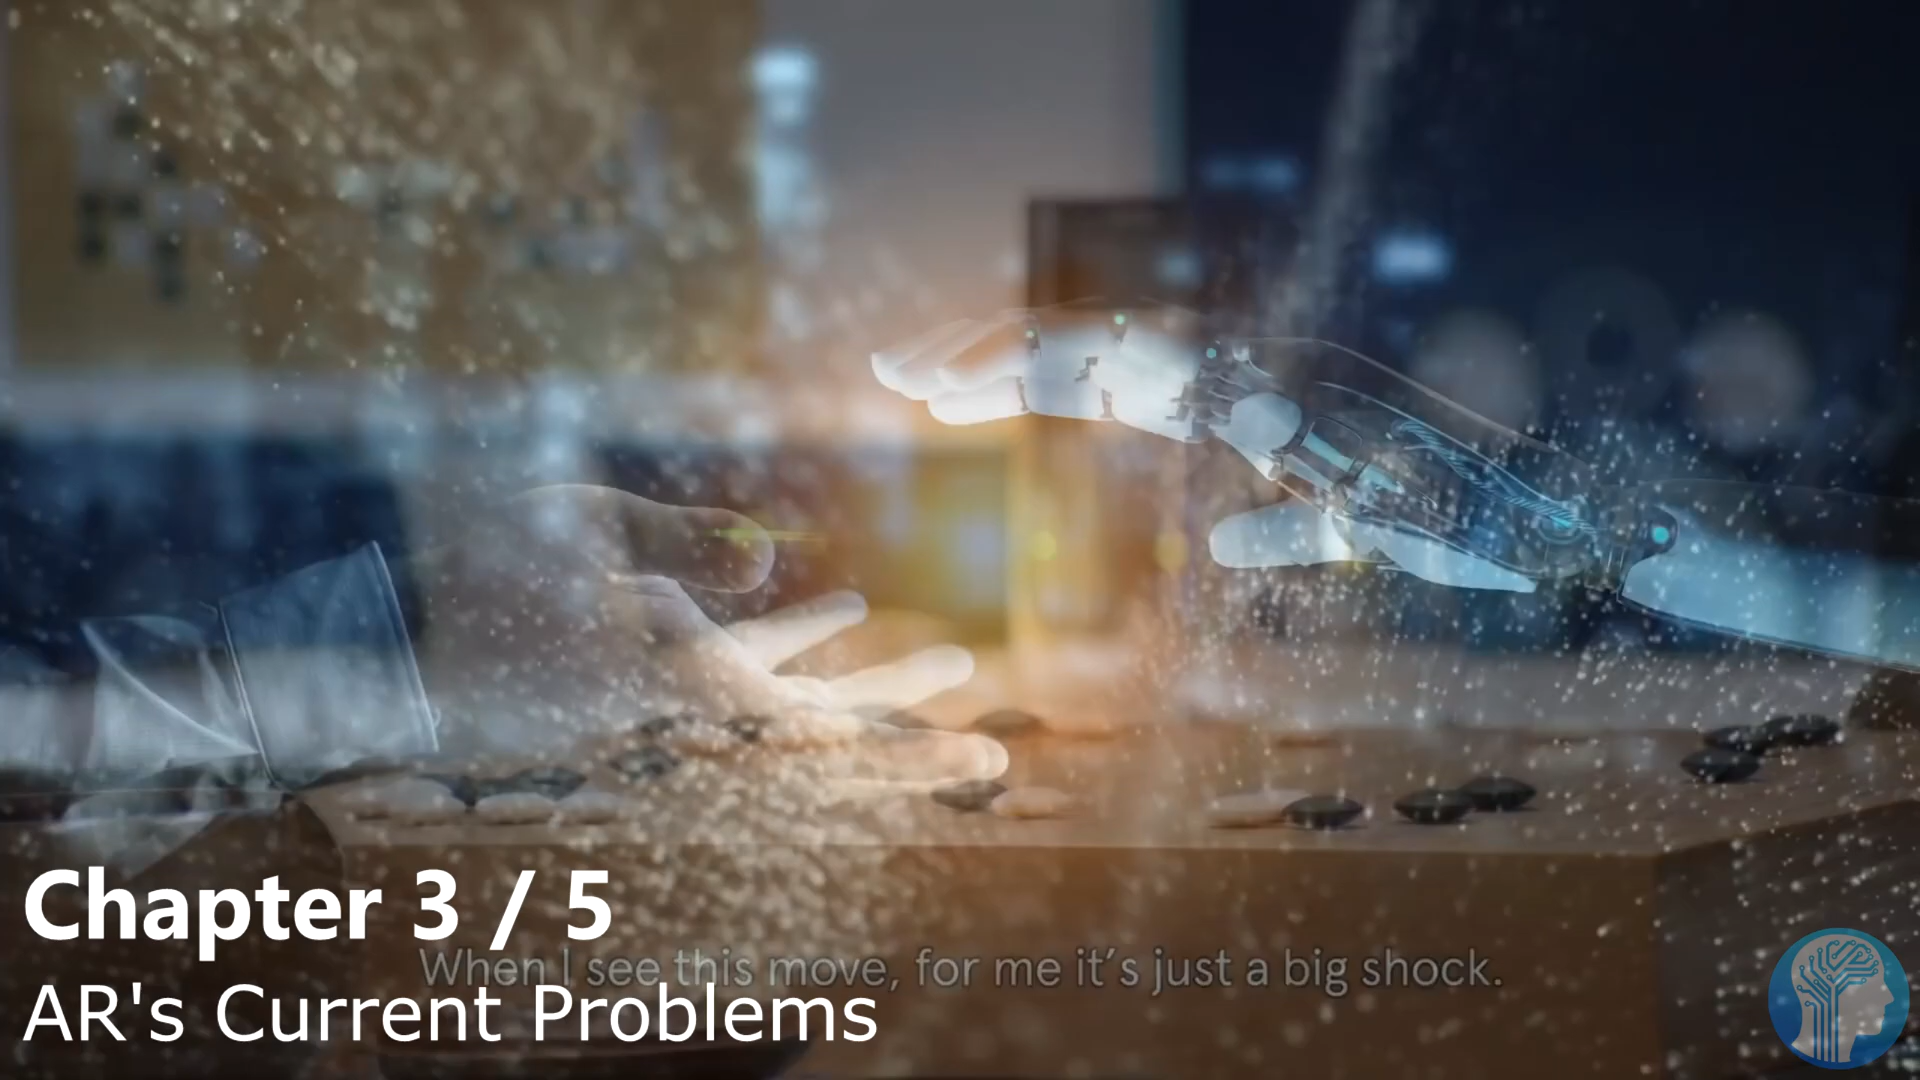 Chapter 3 / 5
When I see this move, for me it's just a big shock.
AR's Current Problems